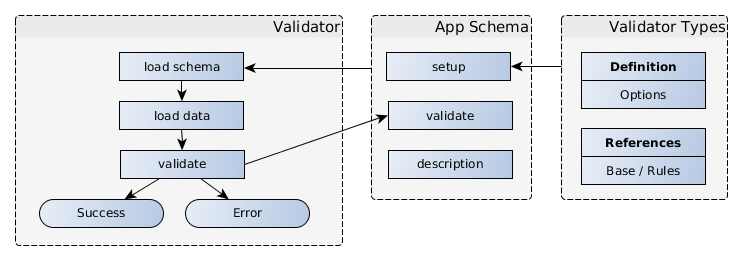 Validator
load schema
load data
validate
Success
Error
App Schema
setup
validate
description
Validator Types
Definition
Options
References
Base / Rules